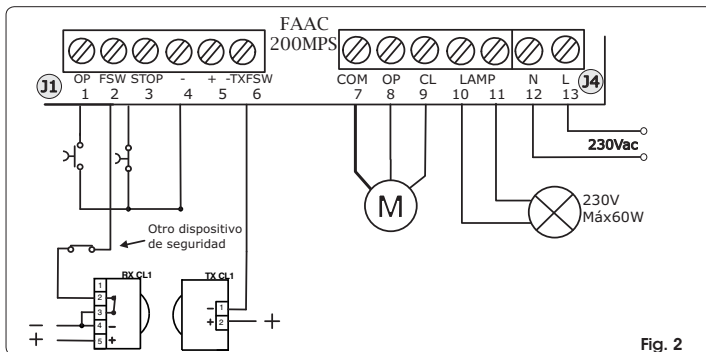 FAAC
200MPS
J1
OP FSW STOP - + -TXFSW
1 2 3 4 5 6
COM OP CL LAMP N L
7 8 9 10 11 12 13
J4
230Vac
M
230V
Máx60W
Otro dispositivo
de seguridad
RX CL1
1
2
3
4 -
5 +
- 
+
TX CL1
- 1
+ 2
+
Fig. 2